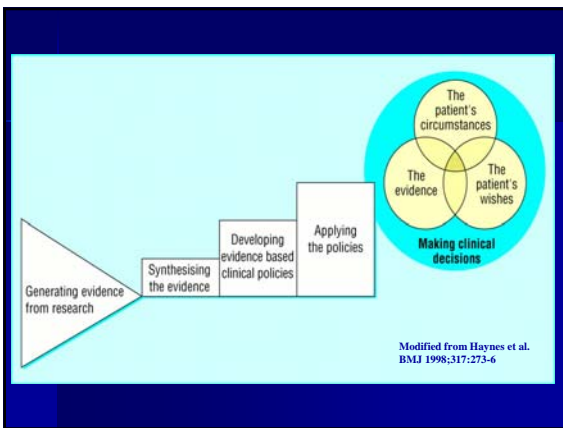 Generating evidence
from research
Synthesising
the evidence
Developing
evidence based
clinical policies
Applying
the policies
The
patient's
circumstances
The
evidence
The
patient's
wishes
Making clinical
decisions
Modified from Haynes et al.
BMJ 1998;317:273-6